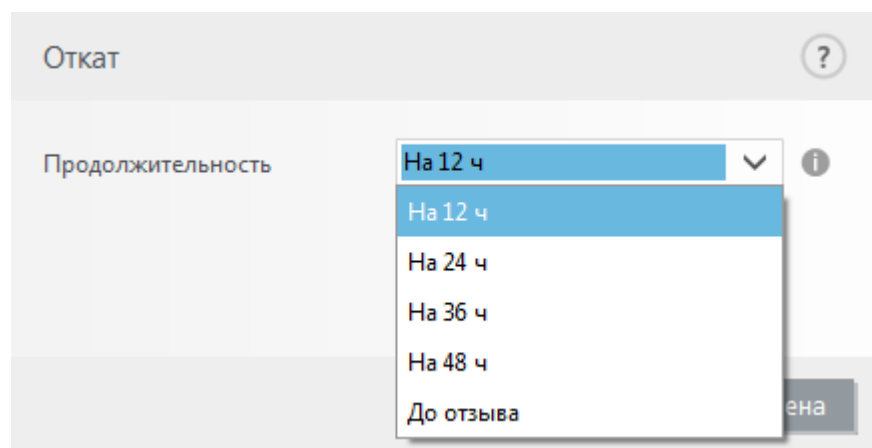 Откат
?
Продолжительность
На 12 ч
i
На 12 ч
На 24 ч
На 36 ч
На 48 ч
До отзыва